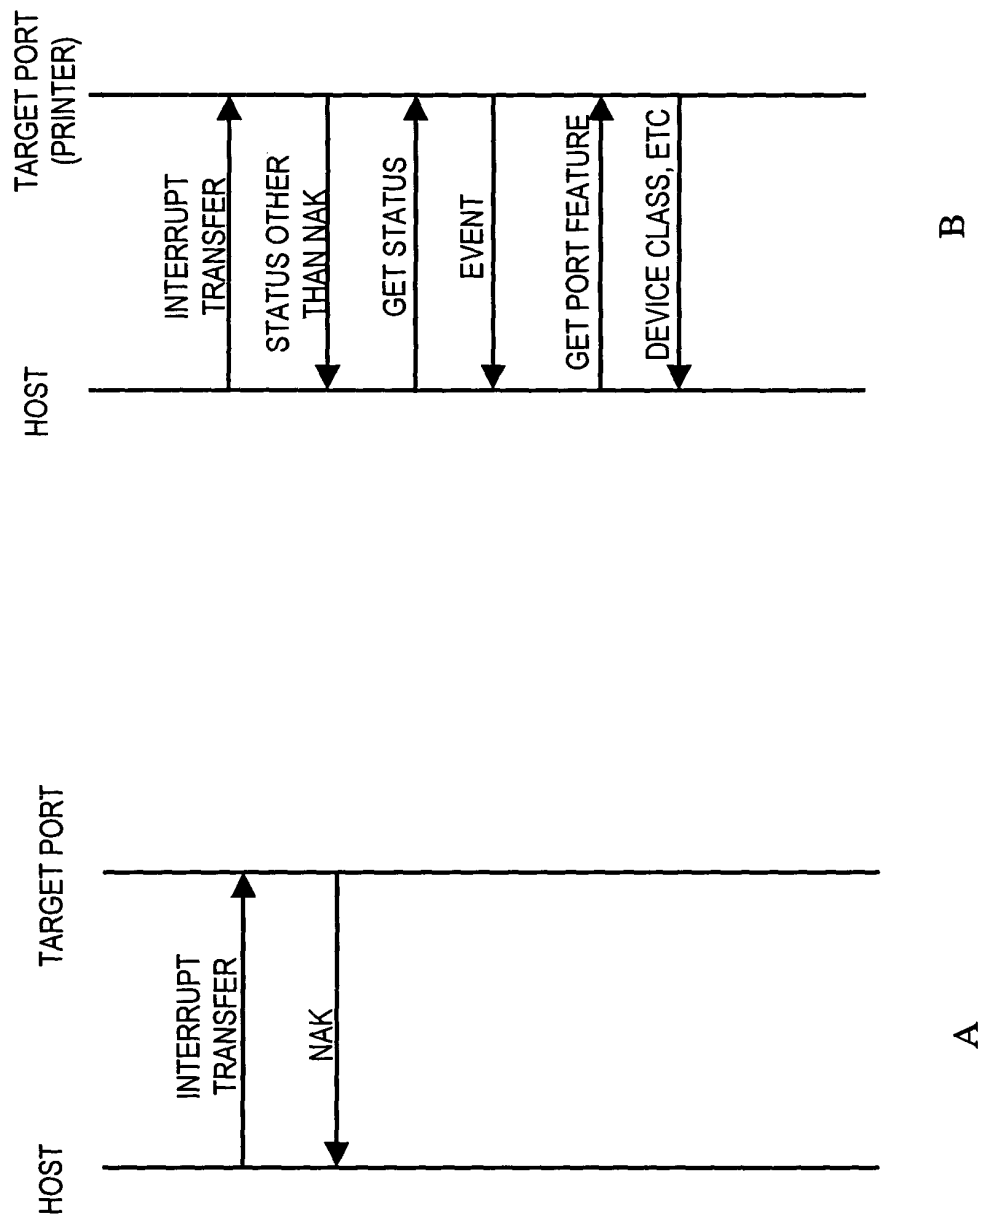 HOST
TARGET PORT
INTERRUPT
TRANSFER
NAK
A
HOST
TARGET PORT
(PRINTER)
INTERRUPT
TRANSFER
STATUS OTHER
THAN NAK
GET STATUS
EVENT
GET PORT FEATURE
DEVICE CLASS, ETC
B